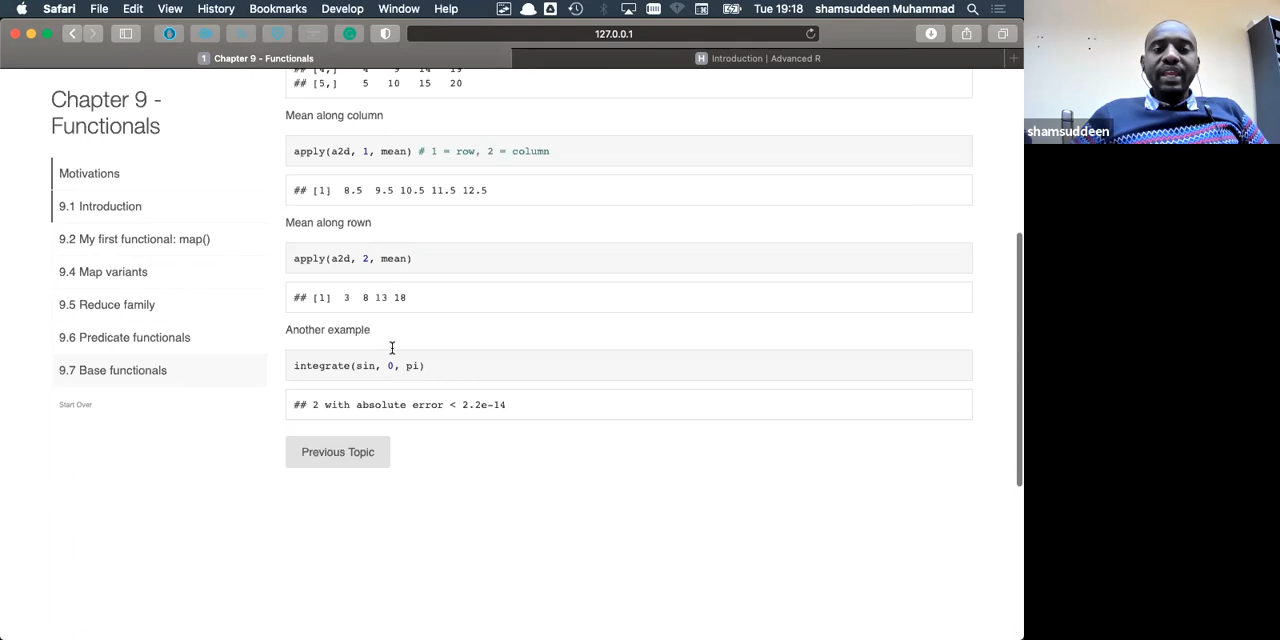 Safari File Edit View History Bookmarks Develop Window Help Tue 19:18 shamsuddeen Muhammad
127.0.0.1
1 Chapter 9 - Functionals
H Introduction | Advanced R
shamsuddeen
Chapter 9 -
Functionals
Motivations
9.1 Introduction
9.2 My first functional: map()
9.4 Map variants
9.5 Reduce family
9.6 Predicate functionals
9.7 Base functionals
Start Over
## [5,] 5 10 15 20
Mean along column
apply(a2d, 1, mean) # 1 = row, 2 = column
## [1] 8.5 9.5 10.5 11.5 12.5
Mean along rown
apply(a2d, 2, mean)
## [1] 3 8 13 18
Another example
integrate(sin, 0, pi)
## 2 with absolute error < 2.2e-14
Previous Topic